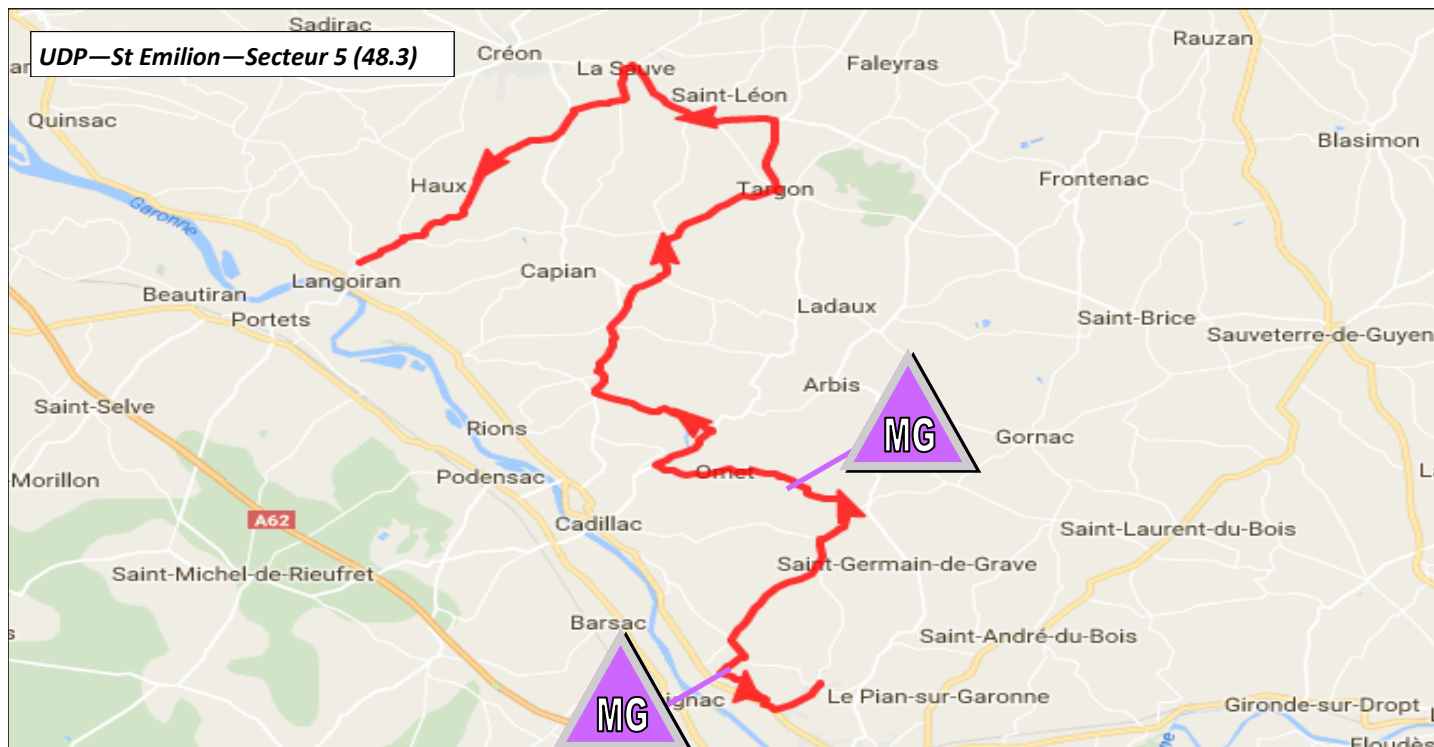 Sadirac
UDP—St Emilion—Secteur 5 (48.3)
Créon
Rauzan
La Sauve
Faleyras
Saint-Léon
Quinsac
Blasimon
Haux
Targon
Frontenac
Garonne
Langoiran
Capian
Beautiran
Portets
Ladaux
Saint-Brice
Sauveterre-de-Guyen
Arbis
Saint-Selve
Rions
MG
Gornac
Podensac
Omet
-Morillon
A62
Cadillac
Saint-Laurent-du-Bois
Saint-Michel-de-Rieufret
Saint-Germain-de-Grave
Barsac
Saint-André-du-Bois
MG
ignac
Le Pian-sur-Garonne
Gironde-sur-Dropt
Garonne
Floudès